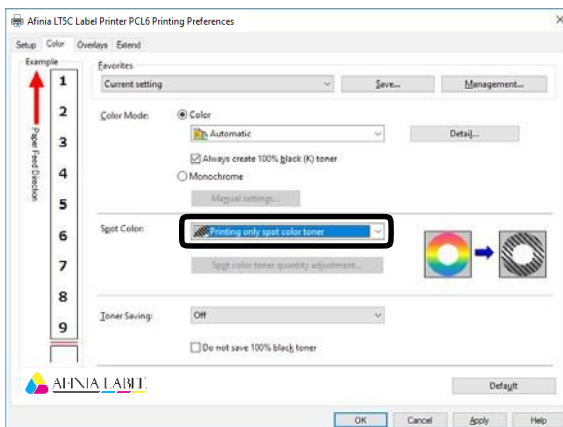 Afinia LT5C Label Printer PCL6 Printing Preferences
Setup Color Overlays Extend
Example
Paper Feed Direction
1
2
3
4
5
6
7
8
9
Favorites
Current setting Save... Management...
Color Mode: Color
Automatic Detail...
Always create 100% black (K) toner
Monochrome
Manual settings...
Spot Color: Printing only spot color toner
Spot color toner quantity adjustment...
Toner Saving: Off
Do not save 100% black toner
AFINIA LABEL
Default
OK Cancel Apply Help